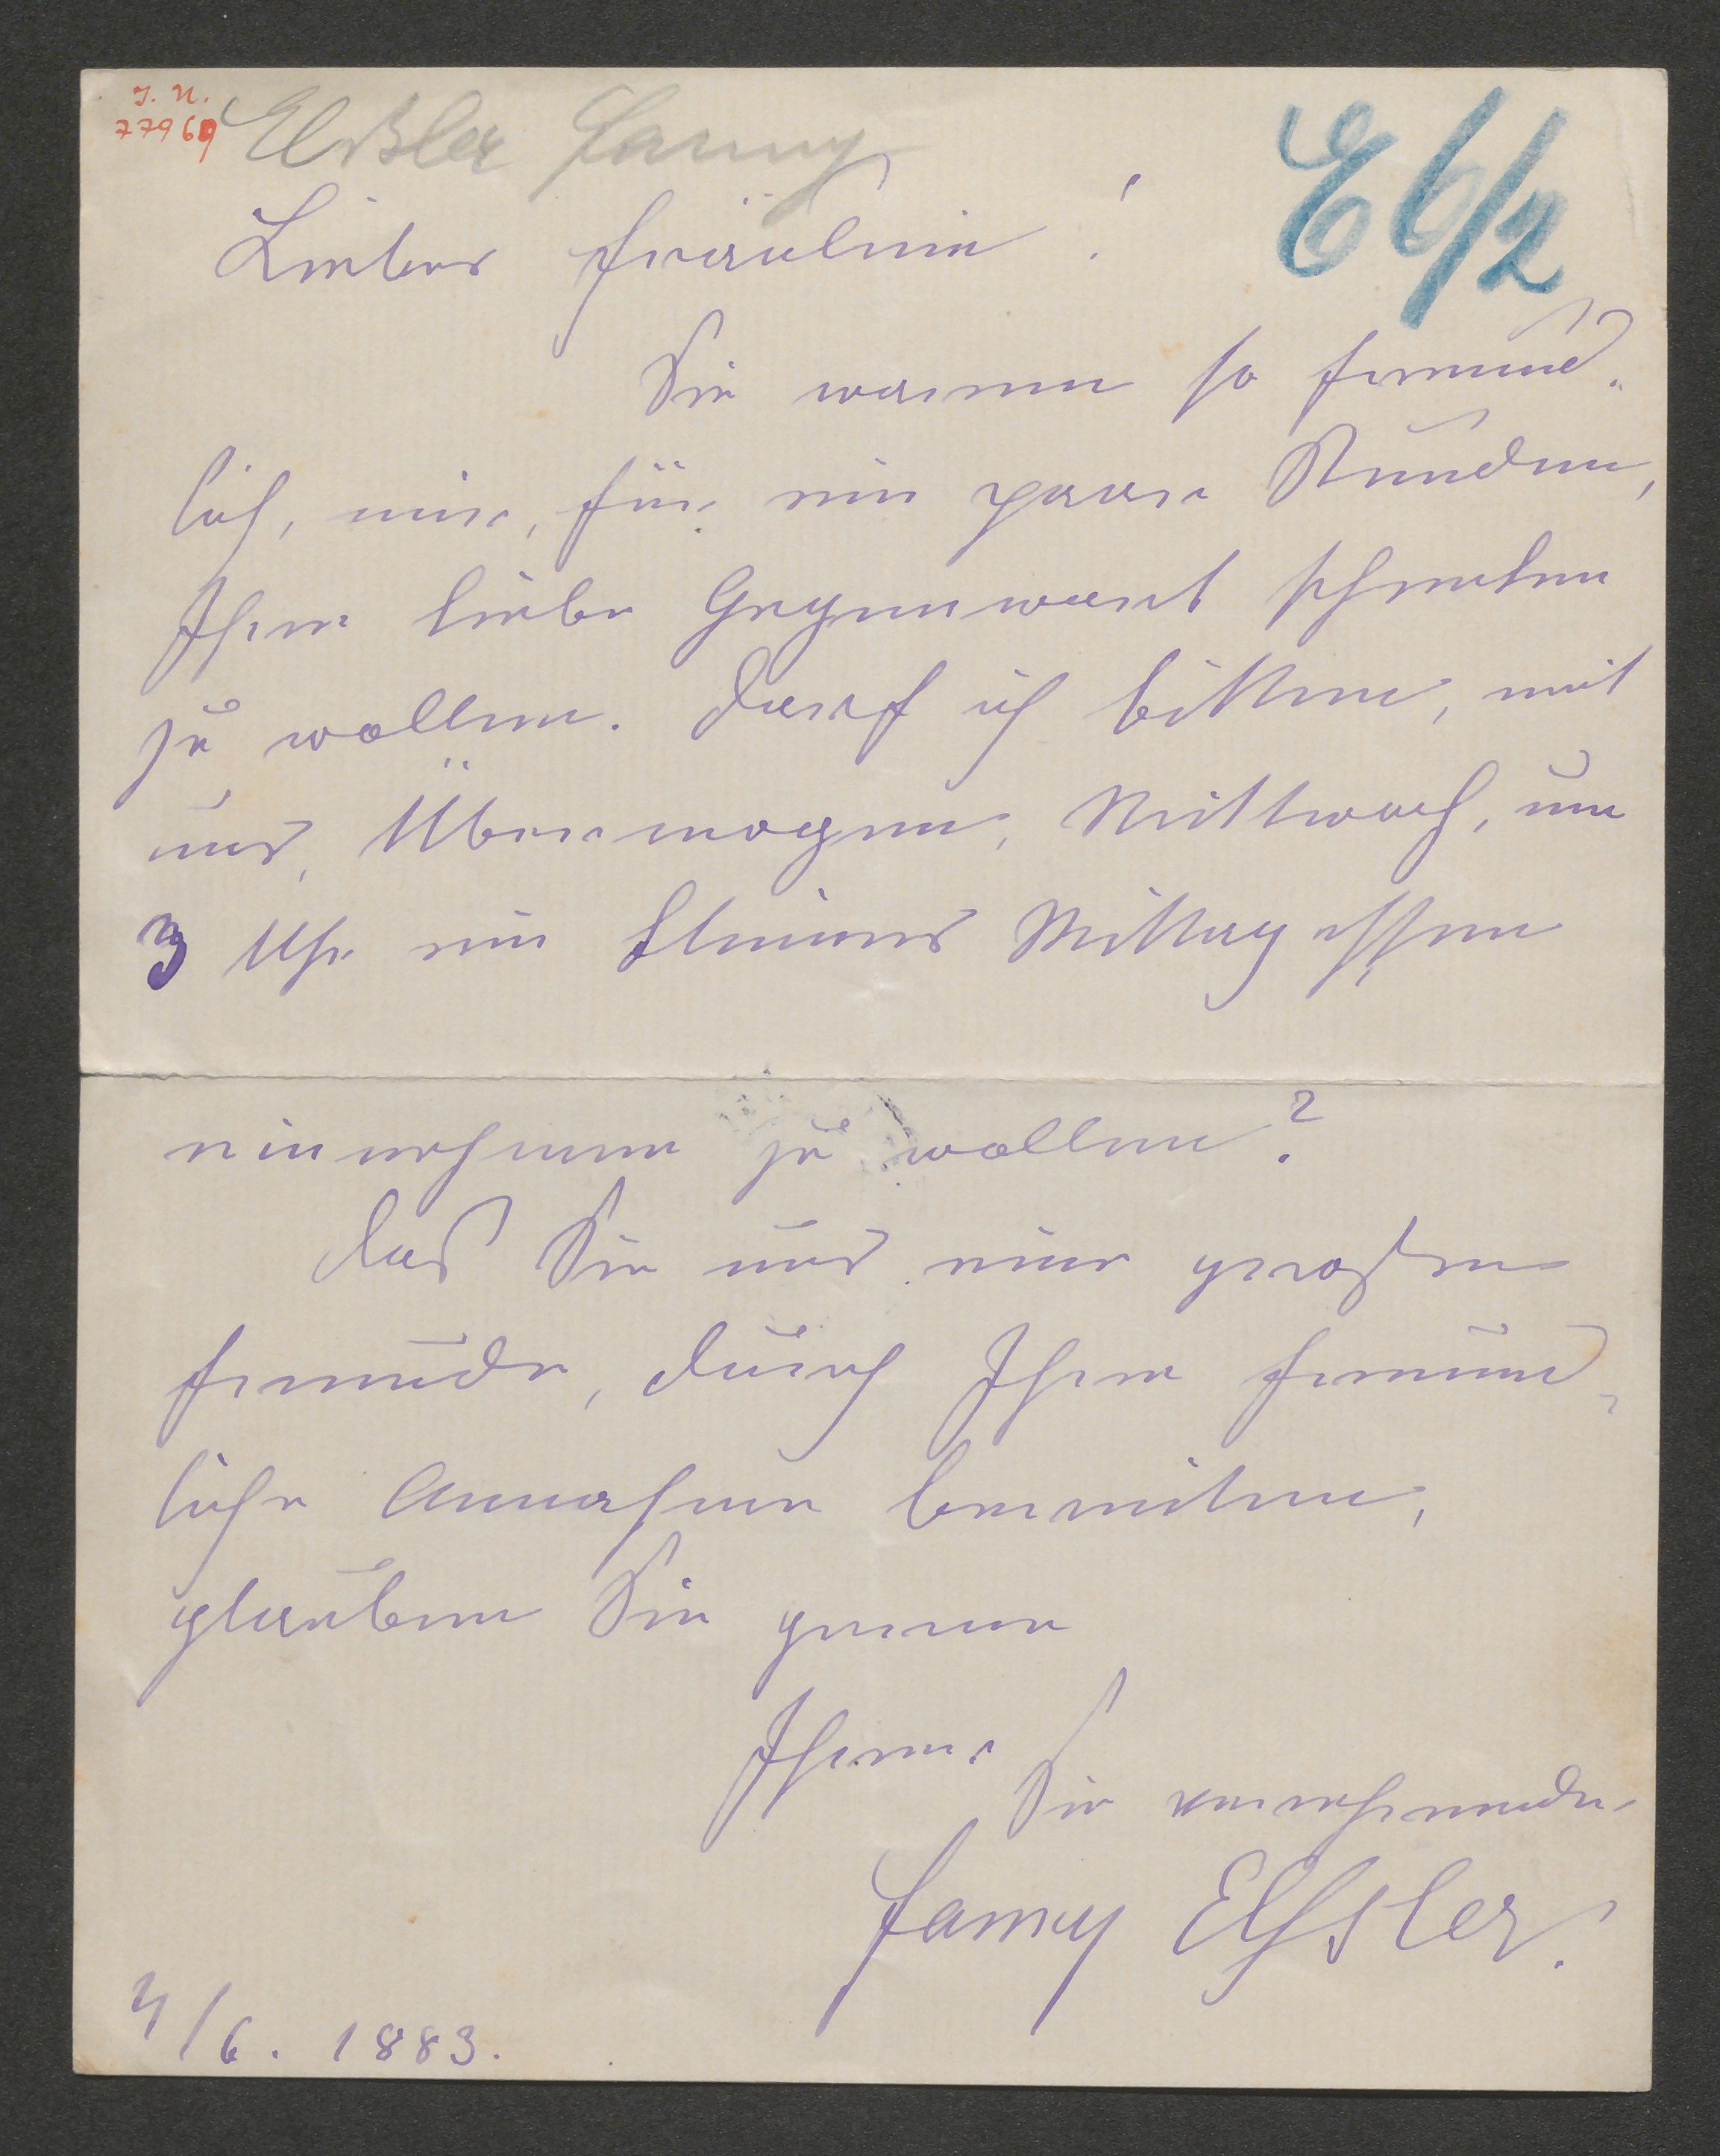 J. N.
77969
Elßler Fanny
E 6/2
Liebes Fräulein!
Sie waren so freund-
lich, mir, für ein paar Stunden,
Ihre liebe Gegenwart schenken
zu wollen. Darf ich bitten, mit
uns, Übermorgen, Mittwoch, um
3 Uhr ein kleines Mittagessen
einnehmen zu wollen?
Daß Sie uns eine großen
Freude, durch Ihre freund-
liche Annahme bereiten,
glauben Sie gerne
Ihrer
Sie verehrenden
Fanny Elssler.
4/6. 1883.